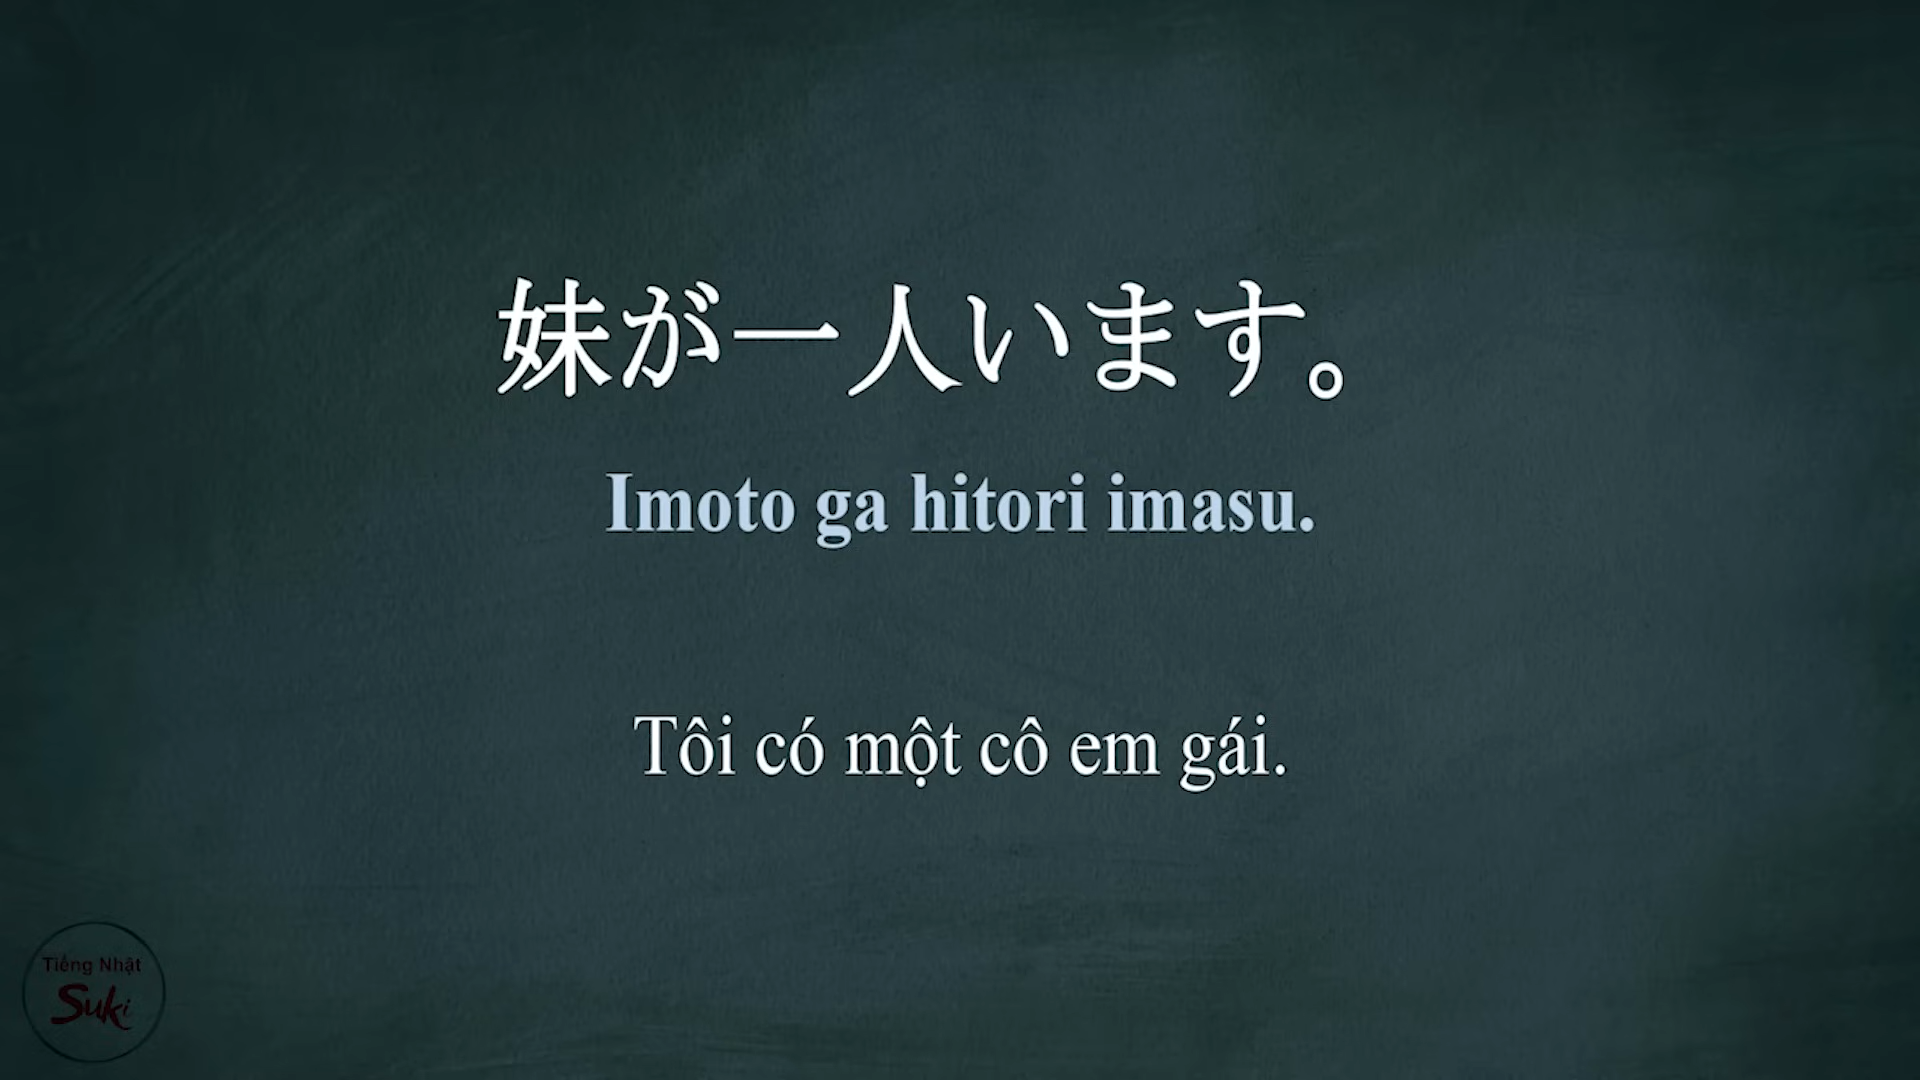 妹が一人います。
Imoto ga hitori imasu.
Tôi có một cô em gái.
Tiếng Nhật
Suki